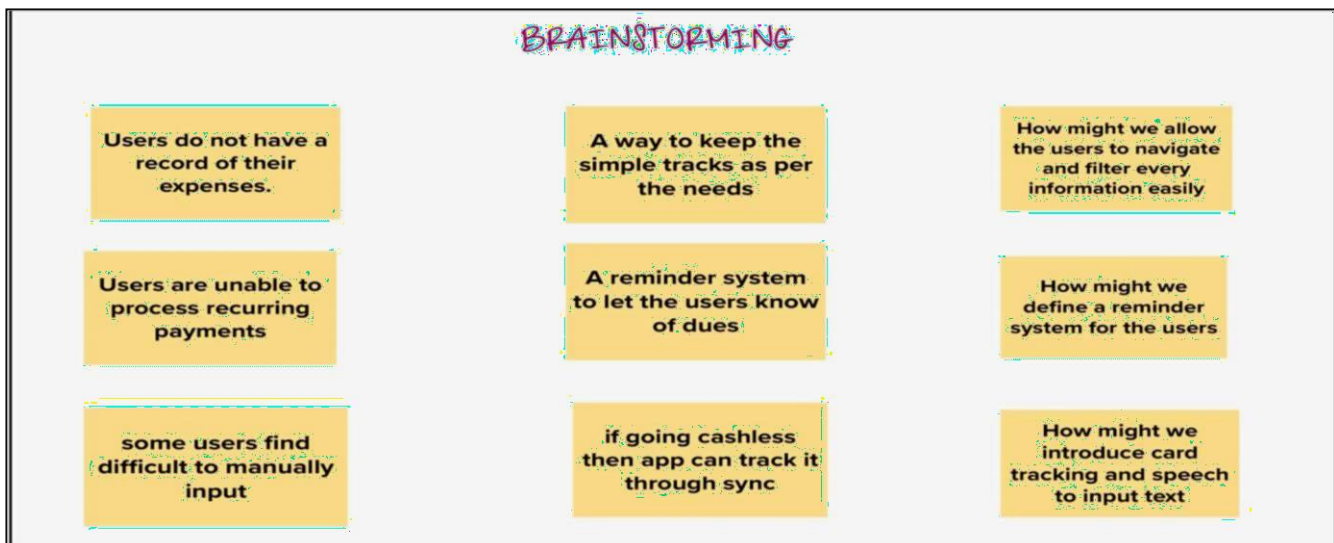 BRAINSTORMING
Users do not have a
record of their
expenses.
A way to keep the
simple tracks as per
the needs
How might we allow
the users to navigate
and filter every
information easily
Users are unable to
process recurring
payments
A reminder system
to let the users know
of dues
How might we
define a reminder
system for the users
some users find
difficult to manually
input
if going cashless
then app can track it
through sync
How might we
introduce card
tracking and speech
to input text